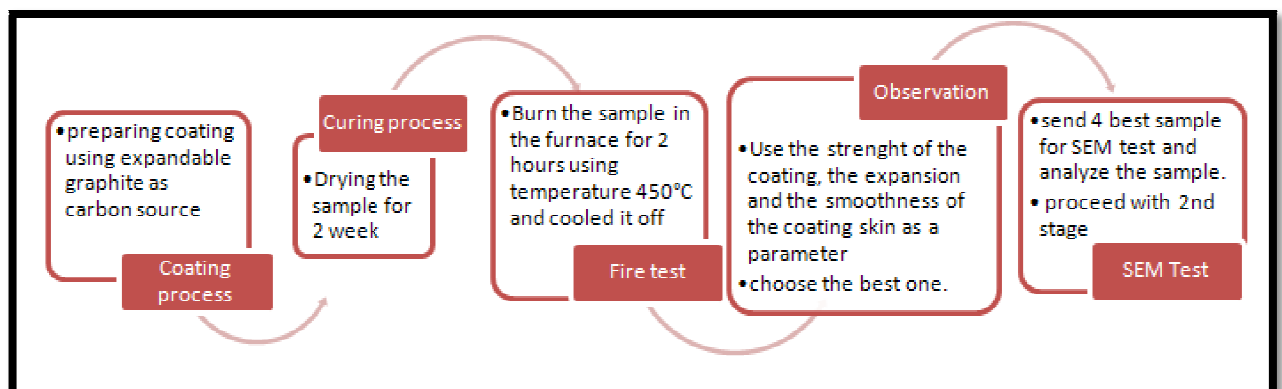 •preparing coating
using expandable
graphite as
carbon source
Coating
process
Curing process
•Drying the
sample for
2 week
•Burn the sample in
the furnace for 2
hours using
temperature 450°C
and cooled it off
Fire test
Observation
•Use the strenght of the
coating, the expansion
and the smoothness of
the coating skin as a
parameter
•choose the best one.
•send 4 best sample
for SEM test and
analyze the sample.
• proceed with 2nd
stage
SEM Test